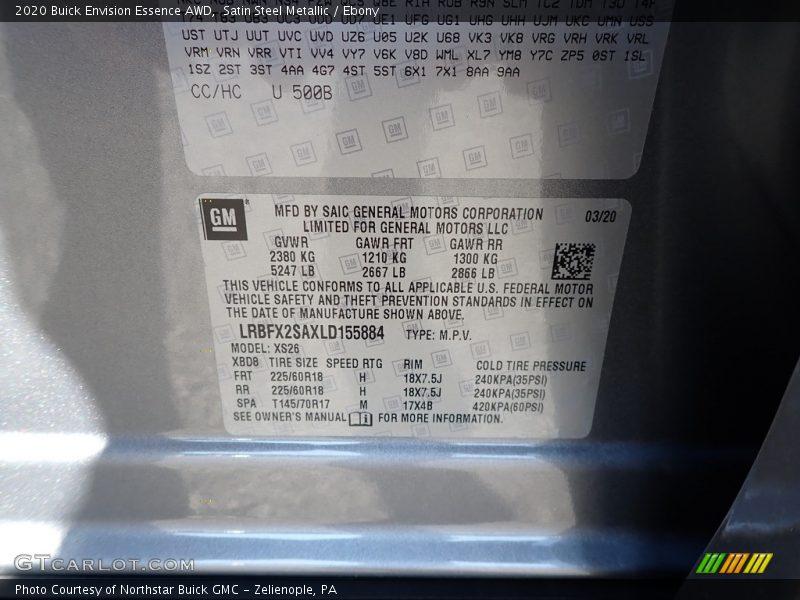 2020 Buick Envision Essence AWD, Satin Steel Metallic / Ebony
UST UTJ UUT UVC UVD UZ6 U05 U2K U68 VK3 VK8 VRG VRH VRK VRL
VRM VRN VRR VTI VV4 VY7 V6K V8D WML XL7 YM8 Y7C ZP5 0ST 1SL
1SZ 2ST 3ST 4AA 4G7 4ST 5ST 6X1 7X1 8AA 9AA
CC/HC U 500B
GM
MFD BY SAIC GENERAL MOTORS CORPORATION 03/20
LIMITED FOR GENERAL MOTORS LLC
GVWR GAWR FRT GAWR RR
2380 KG 1210 KG 1300 KG
5247 LB 2667 LB 2866 LB
THIS VEHICLE CONFORMS TO ALL APPLICABLE U.S. FEDERAL MOTOR
VEHICLE SAFETY AND THEFT PREVENTION STANDARDS IN EFFECT ON
THE DATE OF MANUFACTURE SHOWN ABOVE.
LRBFX2SAXLD155884 TYPE: M.P.V.
MODEL: XS26
XBD8 TIRE SIZE SPEED RTG RIM COLD TIRE PRESSURE
FRT 225/60R18 H 18X7.5J 240KPA(35PSI)
RR 225/60R18 H 18X7.5J 240KPA(35PSI)
SPA T145/70R17 M 17X4B 420KPA(60PSI)
SEE OWNER'S MANUAL FOR MORE INFORMATION.
GTCARLOT.COM
Photo Courtesy of Northstar Buick GMC - Zelienople, PA